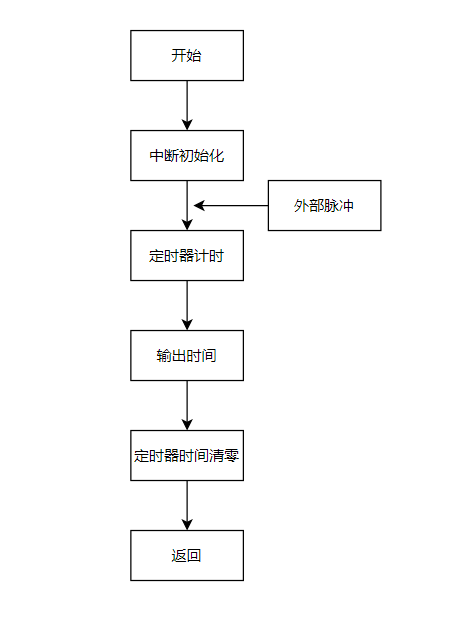 开始
中断初始化
外部脉冲
定时器计时
输出时间
定时器时间清零
返回